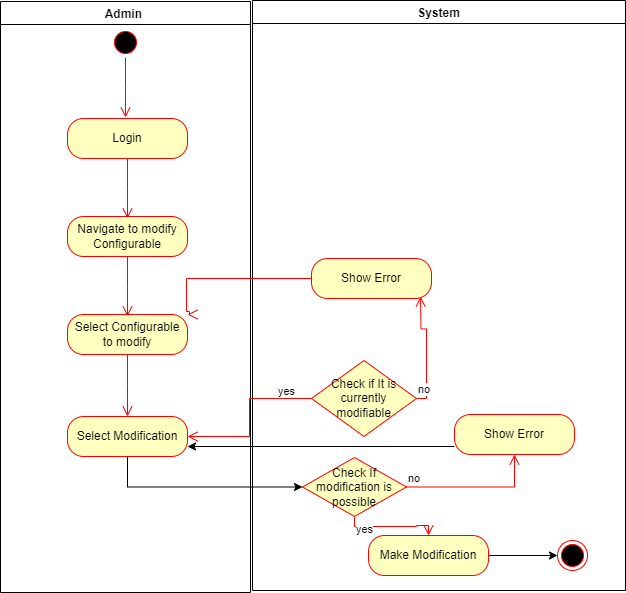 Admin
System
Login
Navigate to modify
Configurable
Show Error
Select Configurable
to modify
Check if It is
currently
modifiable
yes
no
Select Modification
Show Error
Check If
modification is
possible
no
yes
Make Modification